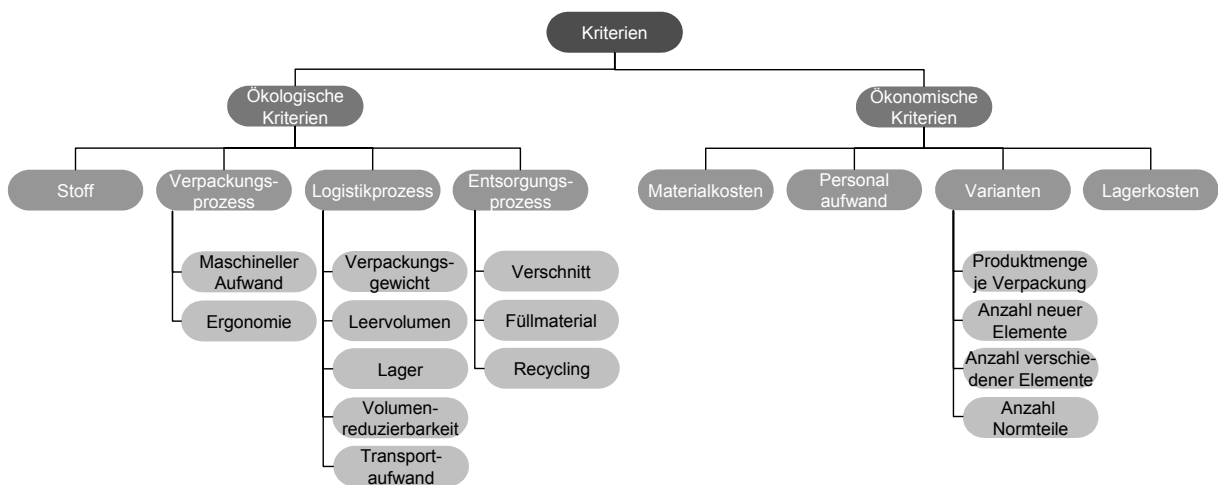 Kriterien
Ökologische
Kriterien
Ökonomische
Kriterien
Stoff
Verpackungs-
prozess
Logistikprozess
Entsorgungs-
prozess
Materialkosten
Personal
aufwand
Varianten
Lagerkosten
Maschineller
Aufwand
Ergonomie
Verpackungs-
gewicht
Leervolumen
Lager
Volumen-
reduzierbarkeit
Transport-
aufwand
Verschnitt
Füllmaterial
Recycling
Produktmenge
je Verpackung
Anzahl neuer
Elemente
Anzahl verschie-
dener Elemente
Anzahl
Normteile